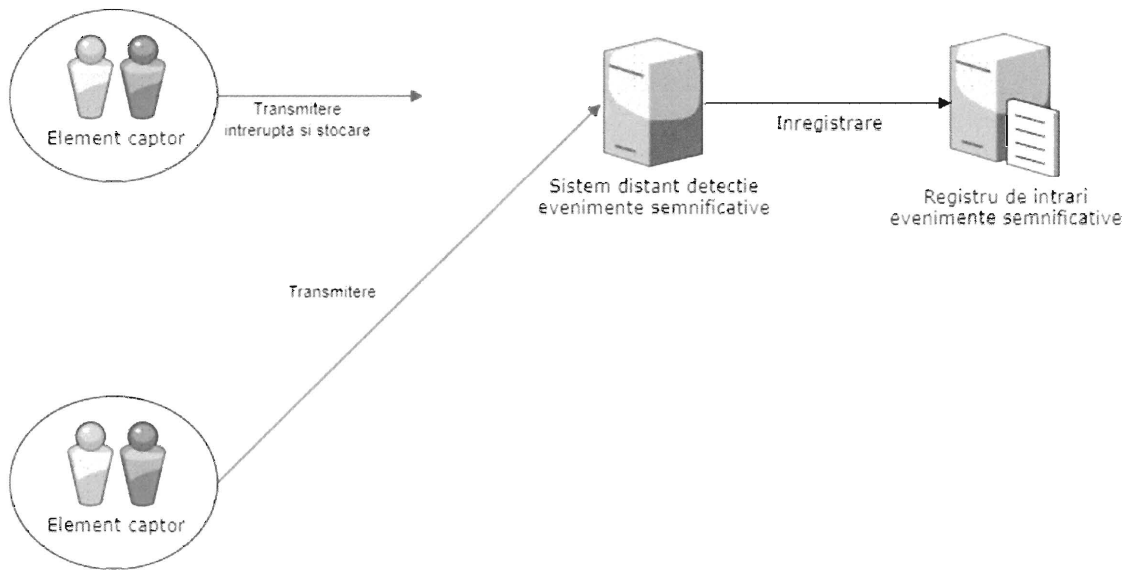 Element captor
Transmitere
intrerupta si stocare
Sistem distant detectie
evenimente semnificative
Inregistrare
Registru de intrari
evenimente semnificative
Transmitere
Element captor